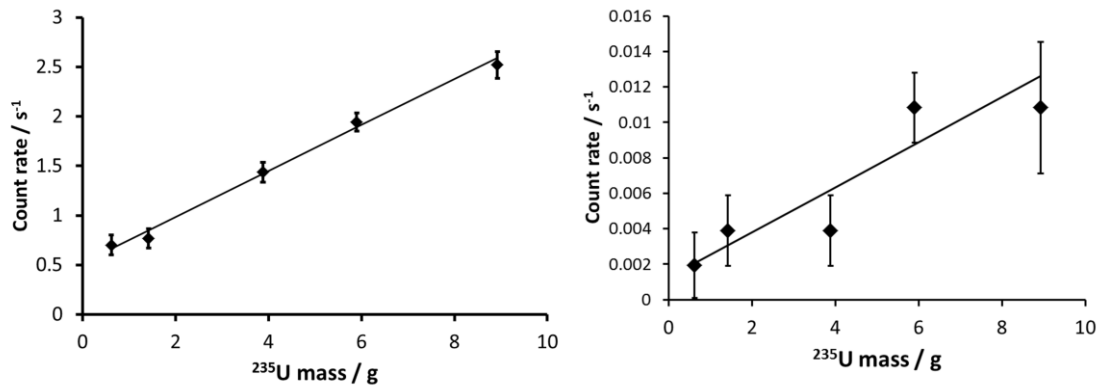 3
2.5
2
1.5
1
0.5
0
0 2 4 6 8 10
Count rate / s⁻¹
²³⁵U mass / g
0.016
0.014
0.012
0.01
0.008
0.006
0.004
0.002
0
0 2 4 6 8 10
Count rate / s⁻¹
²³⁵U mass / g